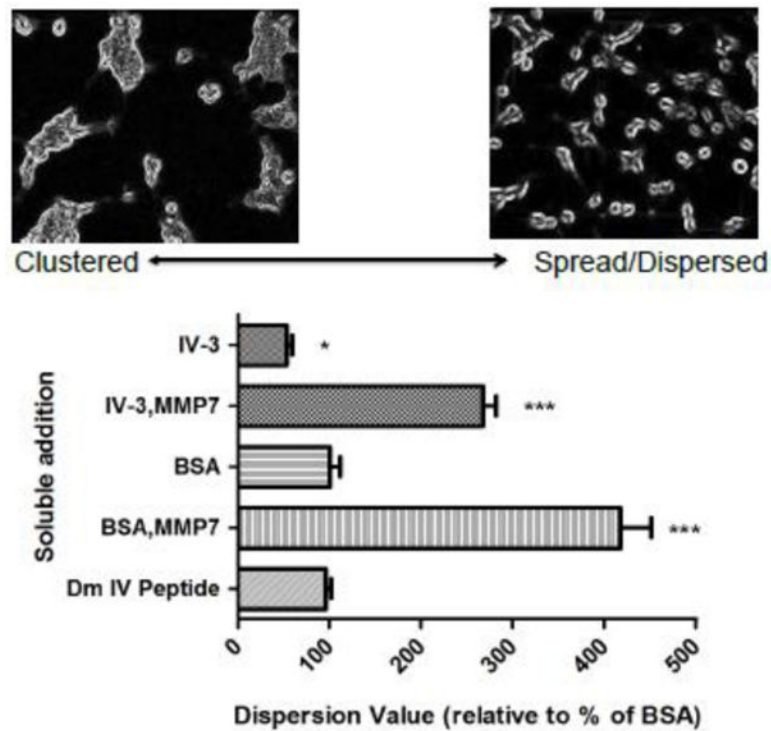 Clustered
Spread/Dispersed
Soluble addition
IV-3
*
IV-3,MMP7
***
BSA
BSA,MMP7
***
Dm IV Peptide
0
100
200
300
400
500
Dispersion Value (relative to % of BSA)